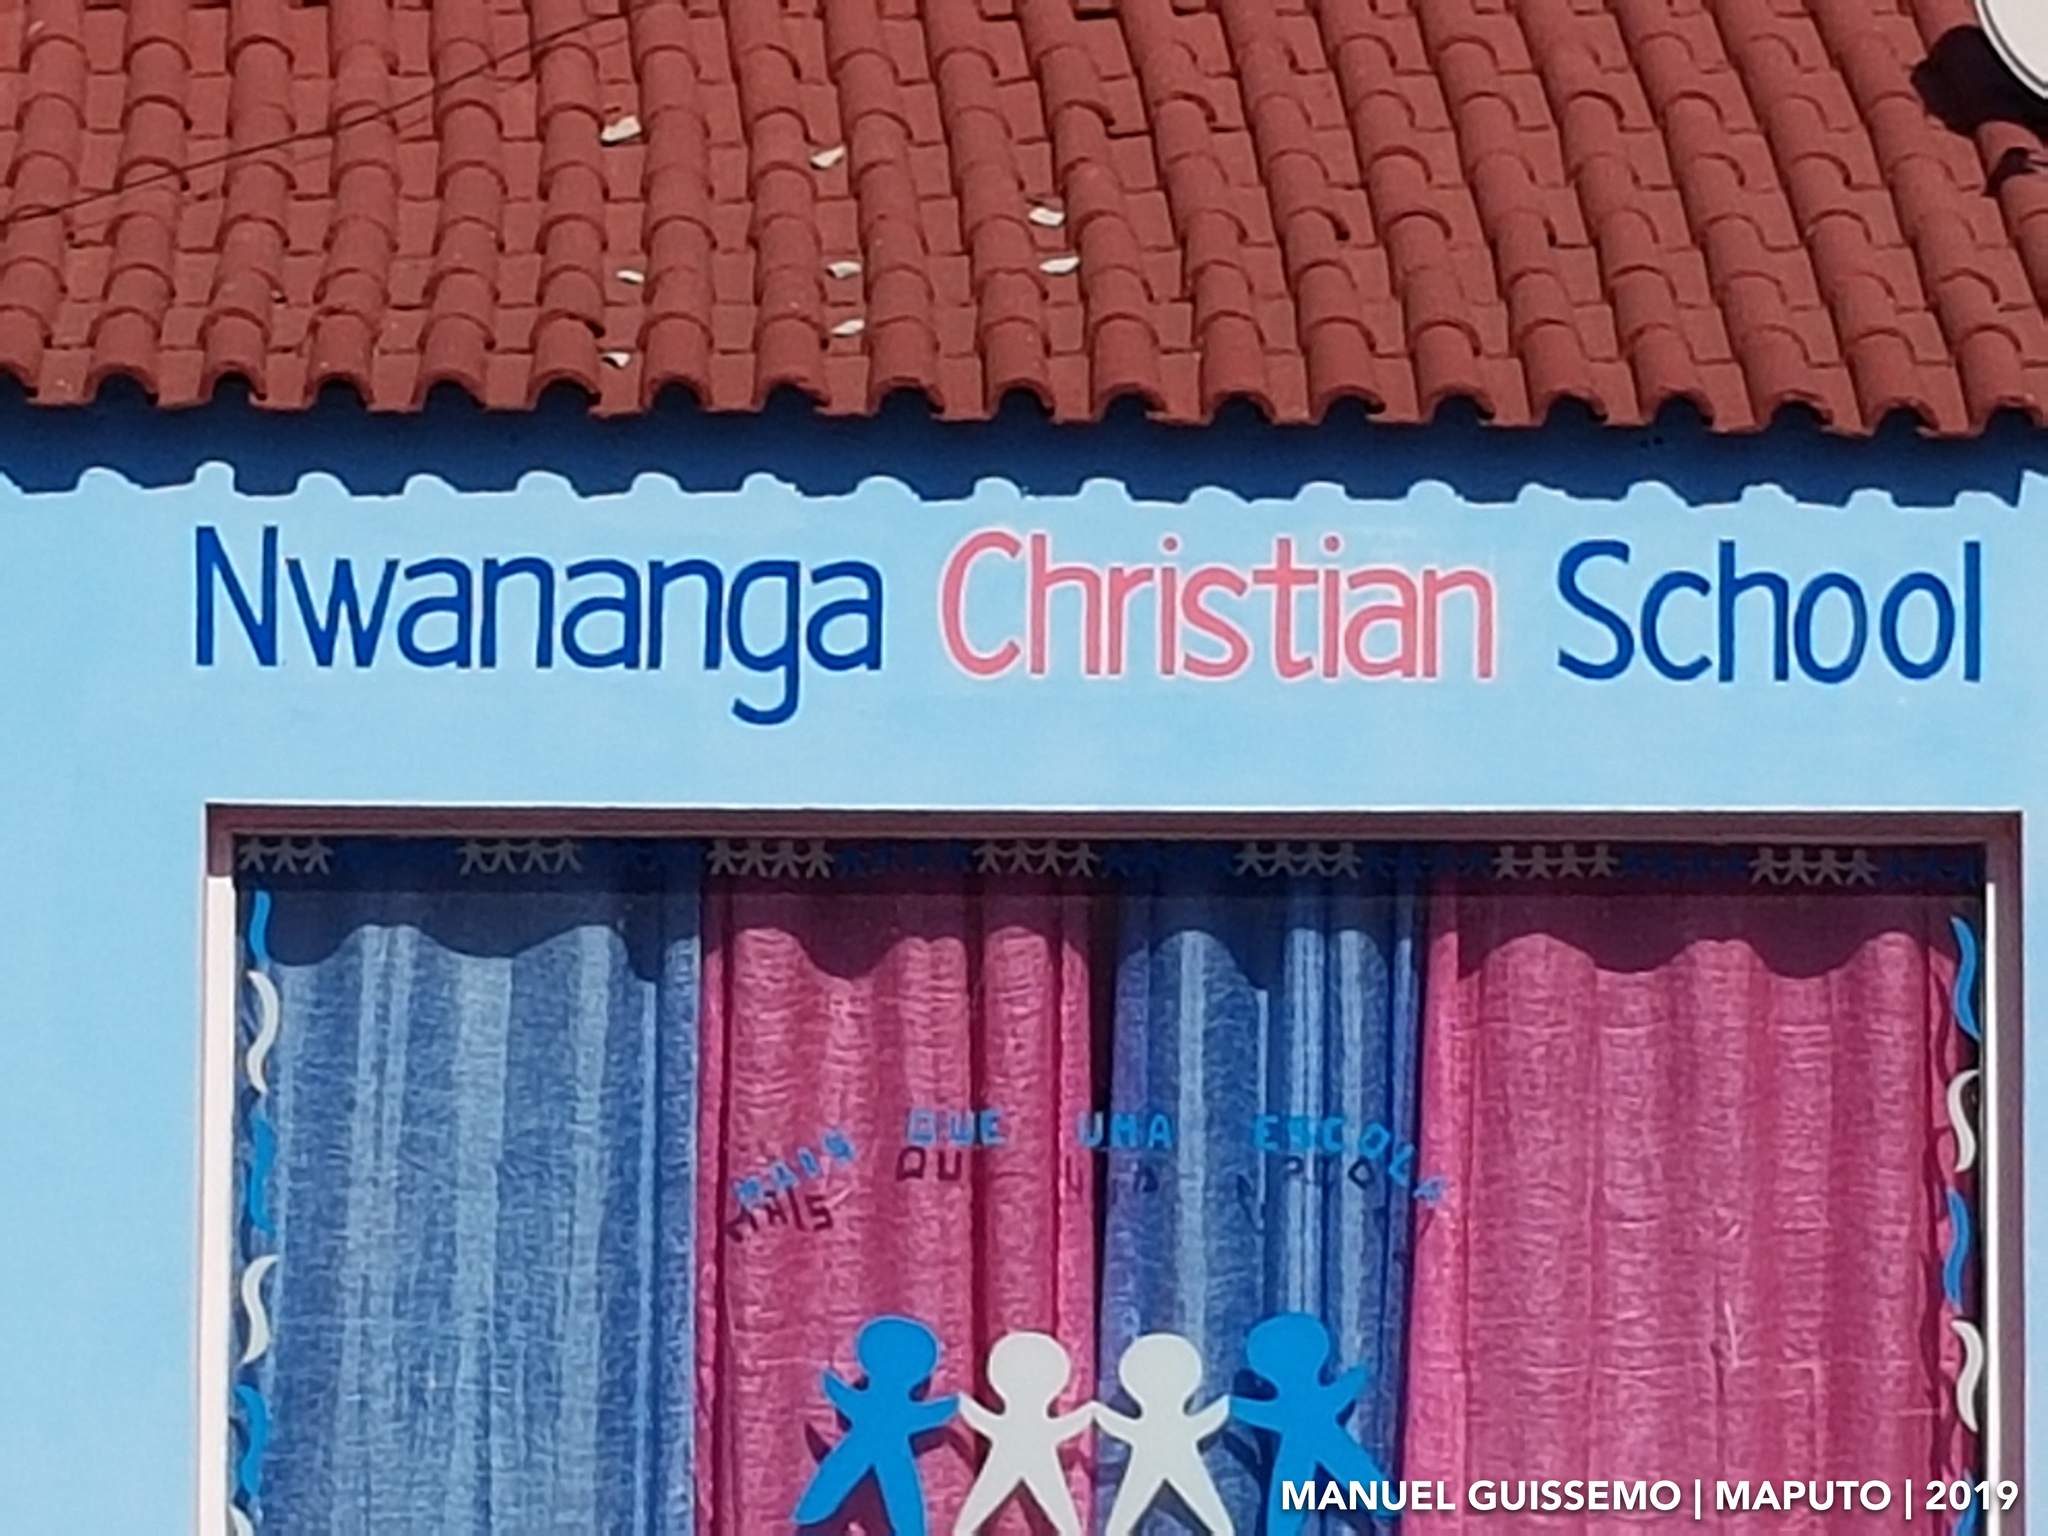 Nwananga Christian School
MAIS QUE UMA ESCOLA
MANUEL GUISSEMO | MAPUTO | 2019